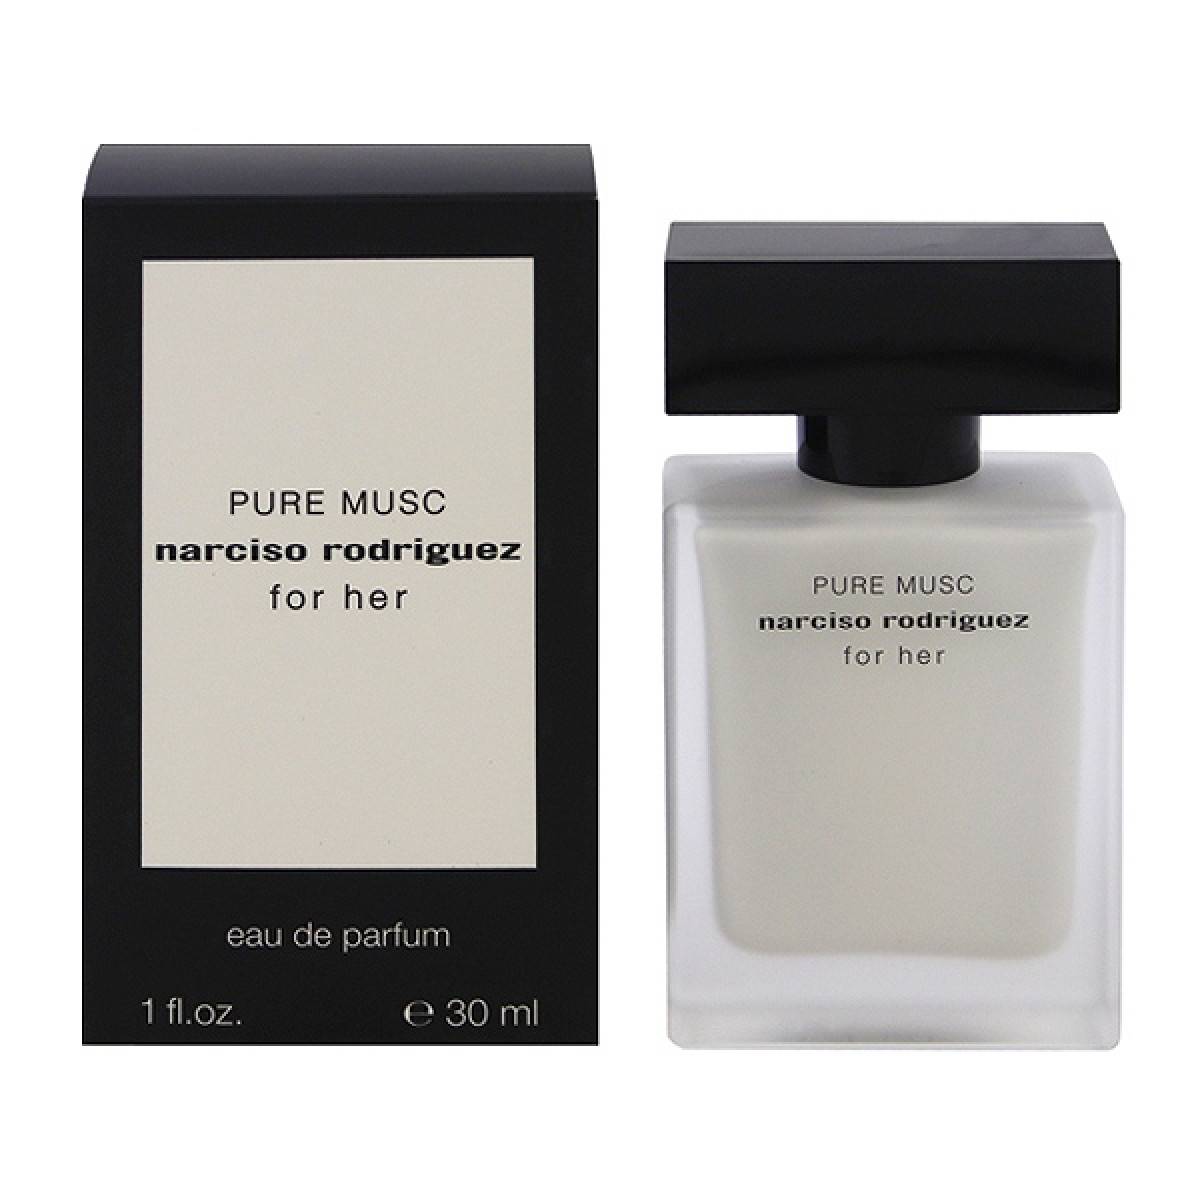 PURE MUSC
narciso rodriguez
for her
eau de parfum
1 fl.oz. ℮ 30 ml
PURE MUSC
narciso rodriguez
for her